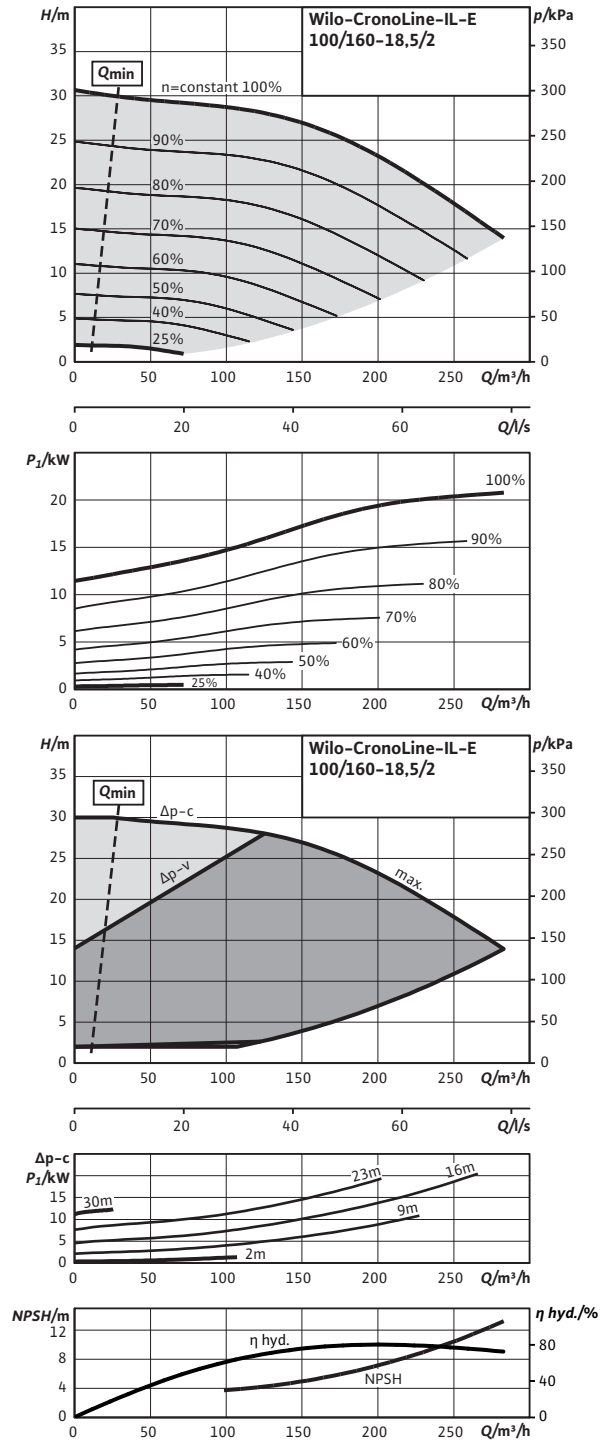 H/m
Wilo-CronoLine-IL-E
100/160-18,5/2
p/kPa
35
350
Qmin
n=constant 100%
30
300
25
90%
250
20
80%
200
15
70%
150
10
60%
100
50%
5
40%
50
25%
0
0
0 50 100 150 200 250 Q/m³/h
0 20 40 60 Q/l/s
P1/kW
100%
20
15
90%
10
80%
70%
5
60%
50%
40%
25%
0
0 50 100 150 200 250 Q/m³/h
H/m
Wilo-CronoLine-IL-E
100/160-18,5/2
p/kPa
35
350
Qmin
30
Δp-c
300
25
250
Δp-v
max.
20
200
15
150
10
100
5
50
0
0
0 50 100 150 200 250 Q/m³/h
0 20 40 60 Q/l/s
Δp-c
P1/kW
15
30m
23m
16m
10
9m
5
2m
0
0 50 100 150 200 250 Q/m³/h
NPSH/m
η hyd./%
12
η hyd.
80
8
NPSH
40
4
0
0
0 50 100 150 200 250 Q/m³/h